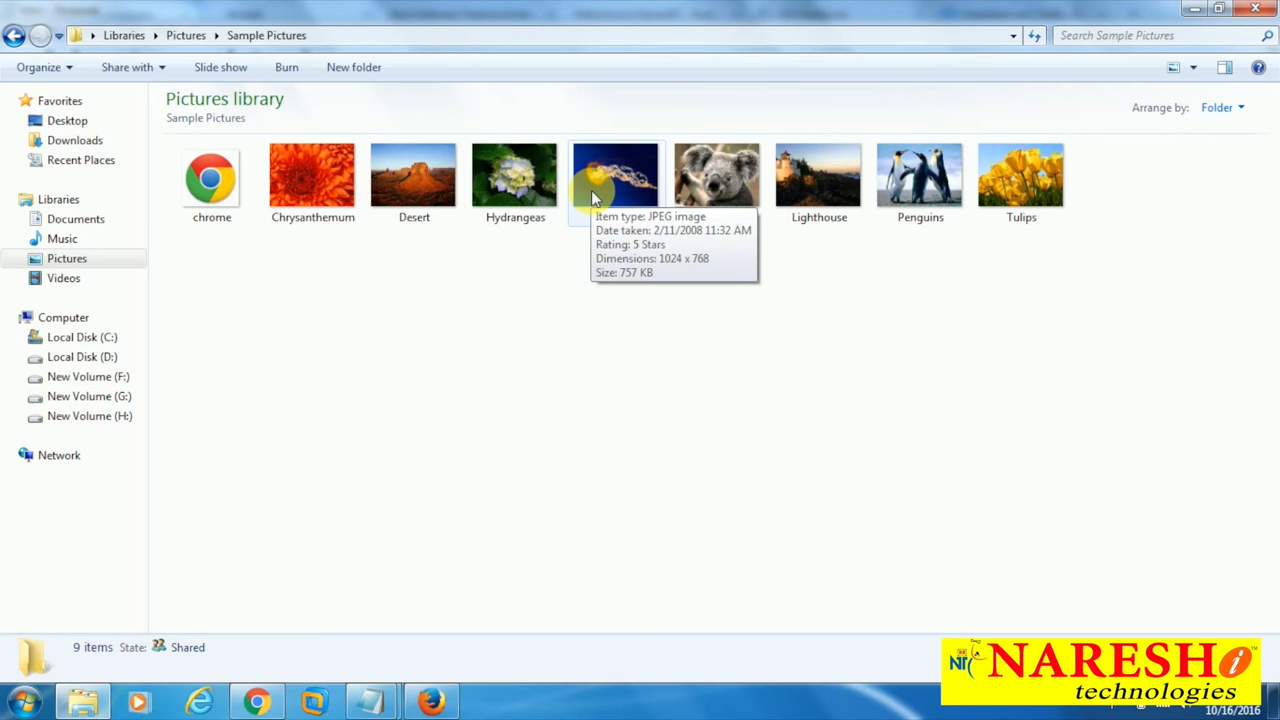 Libraries
Pictures
Sample Pictures
Search Sample Pictures
Organize
Share with
Slide show
Burn
New folder
Favorites
Desktop
Downloads
Recent Places
Libraries
Documents
Music
Pictures
Videos
Computer
Local Disk (C:)
Local Disk (D:)
New Volume (F:)
New Volume (G:)
New Volume (H:)
Network
Pictures library
Sample Pictures
Arrange by: Folder
chrome
Chrysanthemum
Desert
Hydrangeas
Lighthouse
Penguins
Tulips
Item type: JPEG image
Date taken: 2/11/2008 11:32 AM
Rating: 5 Stars
Dimensions: 1024 x 768
Size: 757 KB
9 items State: Shared
NARESH i
technologies
10/16/2016